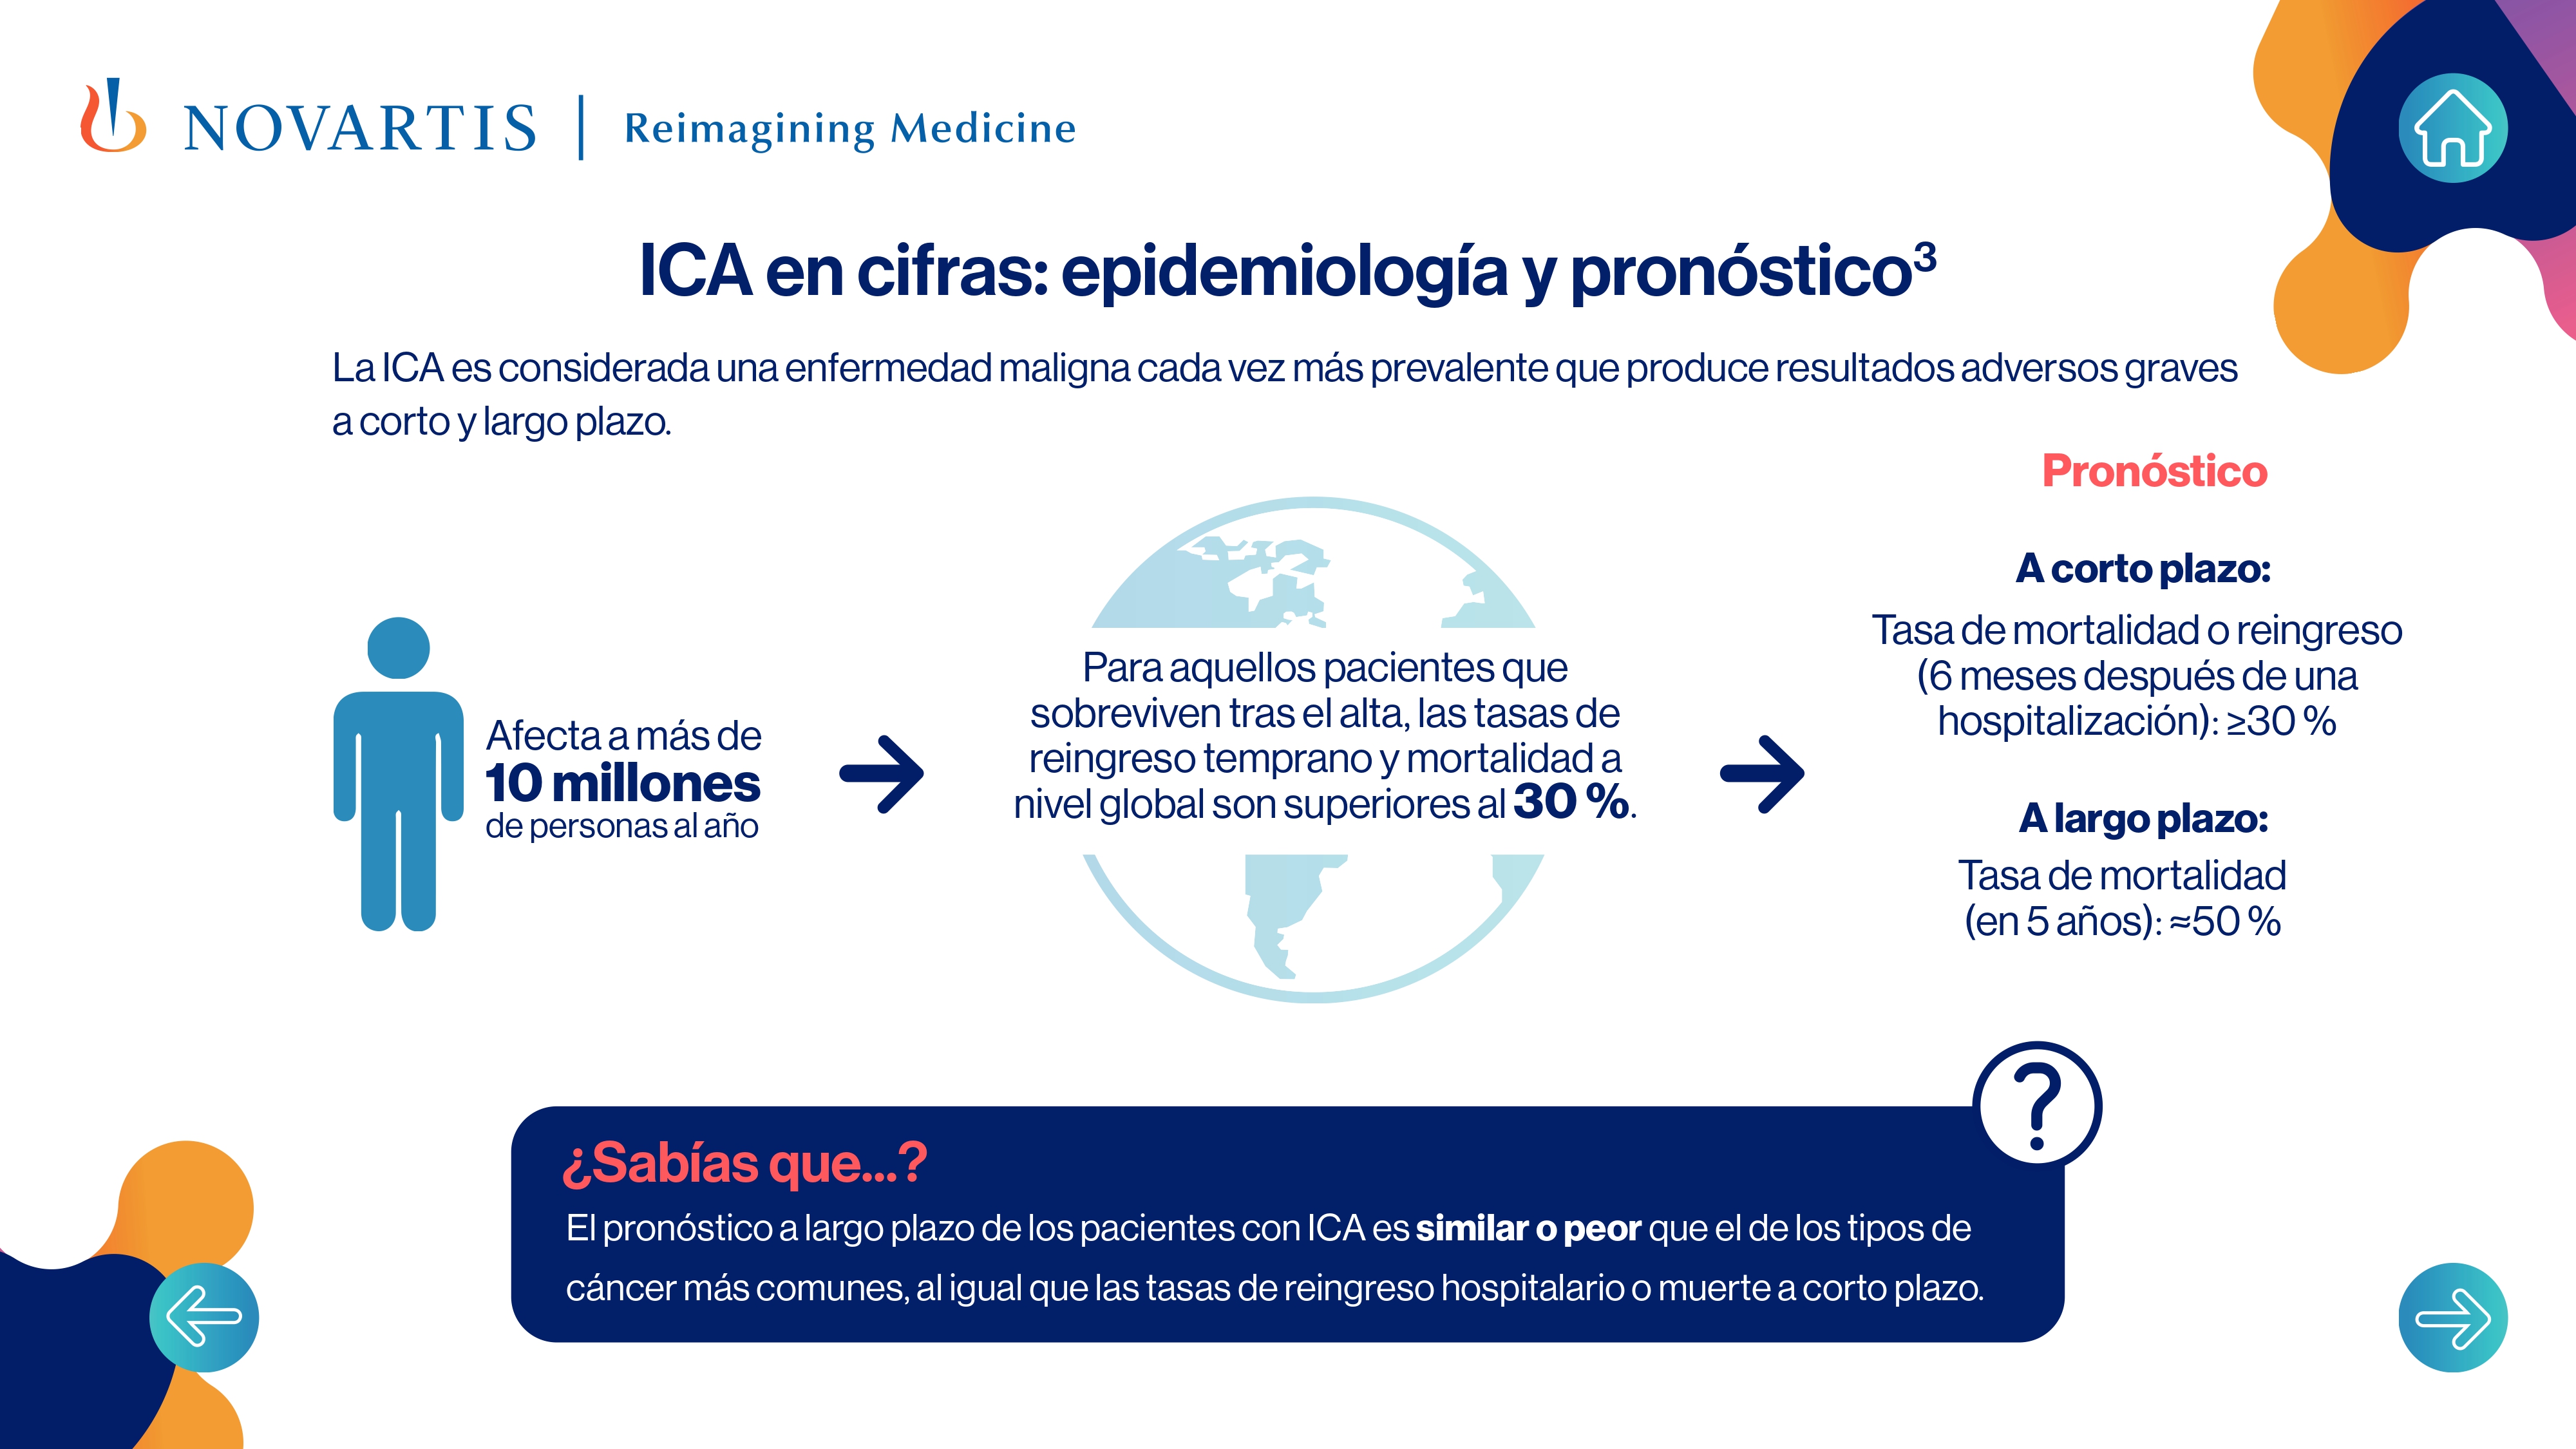 NOVARTIS | Reimagining Medicine
ICA en cifras: epidemiología y pronóstico³
La ICA es considerada una enfermedad maligna cada vez más prevalente que produce resultados adversos graves
a corto y largo plazo.
Afecta a más de
10 millones
de personas al año
Para aquellos pacientes que
sobreviven tras el alta, las tasas de
reingreso temprano y mortalidad a
nivel global son superiores al 30 %.
Pronóstico
A corto plazo:
Tasa de mortalidad o reingreso
(6 meses después de una
hospitalización): ≥30 %
A largo plazo:
Tasa de mortalidad
(en 5 años): ≈50 %
?
¿Sabías que...?
El pronóstico a largo plazo de los pacientes con ICA es similar o peor que el de los tipos de
cáncer más comunes, al igual que las tasas de reingreso hospitalario o muerte a corto plazo.